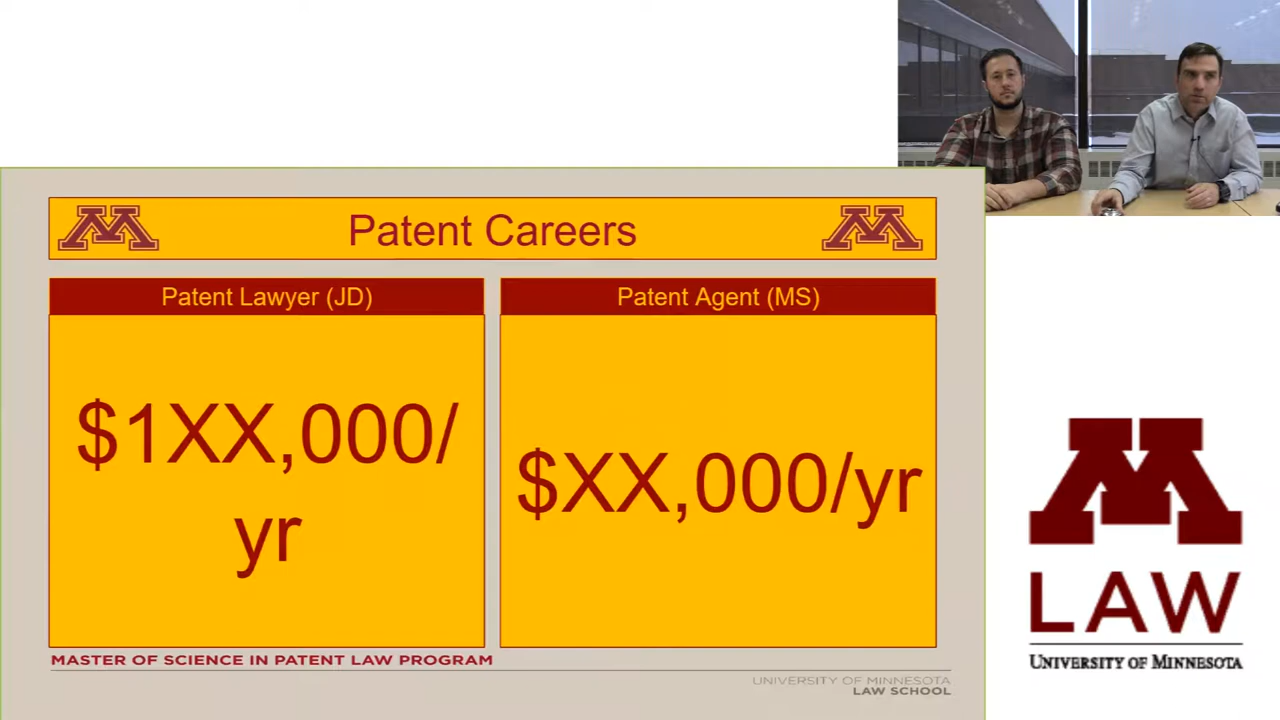 Patent Careers
Patent Lawyer (JD)
$1XX,000/
yr
Patent Agent (MS)
$XX,000/yr
MASTER OF SCIENCE IN PATENT LAW PROGRAM
UNIVERSITY OF MINNESOTA
LAW SCHOOL
M
LAW
UNIVERSITY OF MINNESOTA